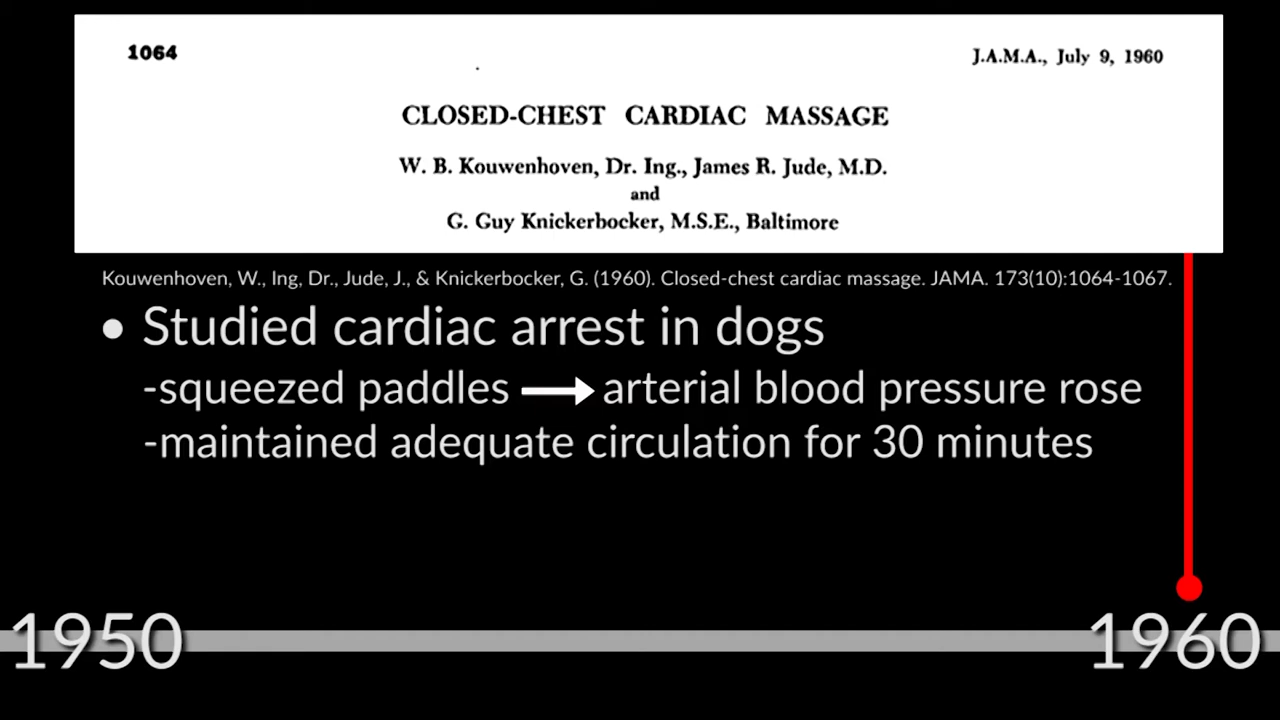 1064
J.A.M.A., July 9, 1960
CLOSED-CHEST CARDIAC MASSAGE
W. B. Kouwenhoven, Dr. Ing., James R. Jude, M.D.
and
G. Guy Knickerbocker, M.S.E., Baltimore
Kouwenhoven, W., Ing, Dr., Jude, J., & Knickerbocker, G. (1960). Closed-chest cardiac massage. JAMA. 173(10):1064-1067.
• Studied cardiac arrest in dogs
-squeezed paddles → arterial blood pressure rose
-maintained adequate circulation for 30 minutes
1950
1960